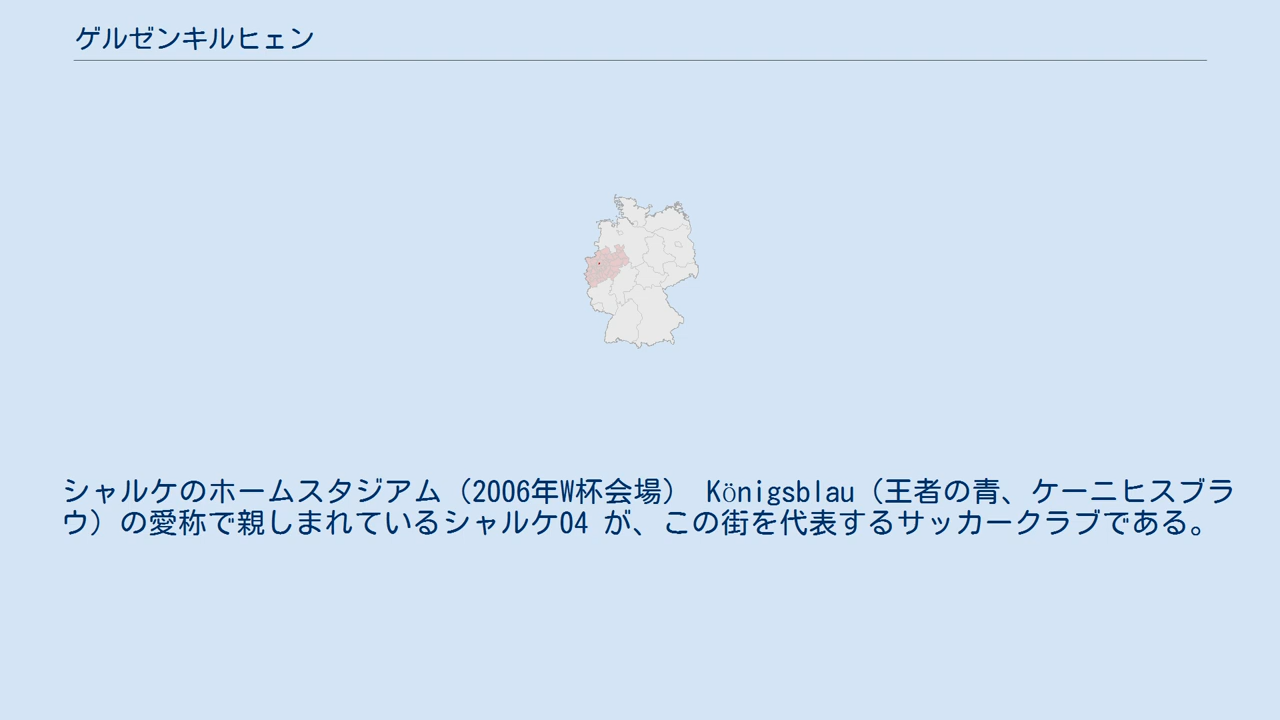 ゲルゼンキルヒェン
シャルケのホームスタジアム（2006年W杯会場） Königsblau（王者の青、ケーニヒスブラ
ウ）の愛称で親しまれているシャルケ04 が、この街を代表するサッカークラブである。